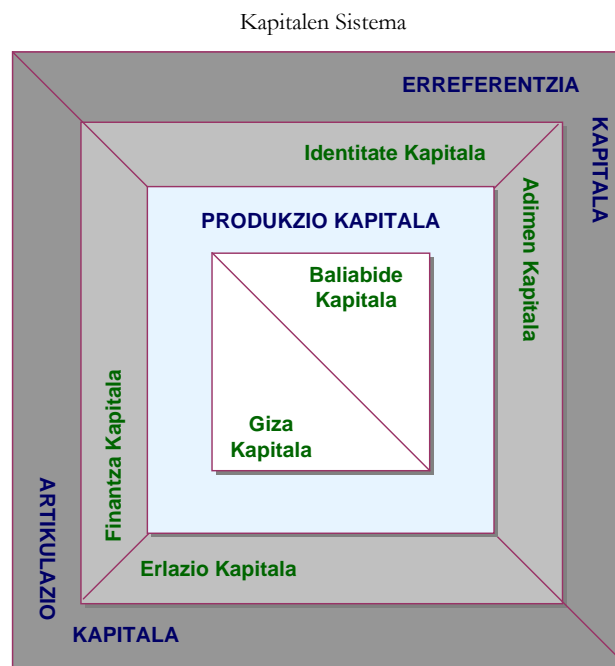 Kapitalen Sistema
ERREFERENTZIA
KAPITALA
Identitate Kapitala
Adimen Kapitala
PRODUKZIO KAPITALA
Baliabide
Kapitala
Giza
Kapitala
Finantza Kapitala
Erlazio Kapitala
ARTIKULAZIO
KAPITALA